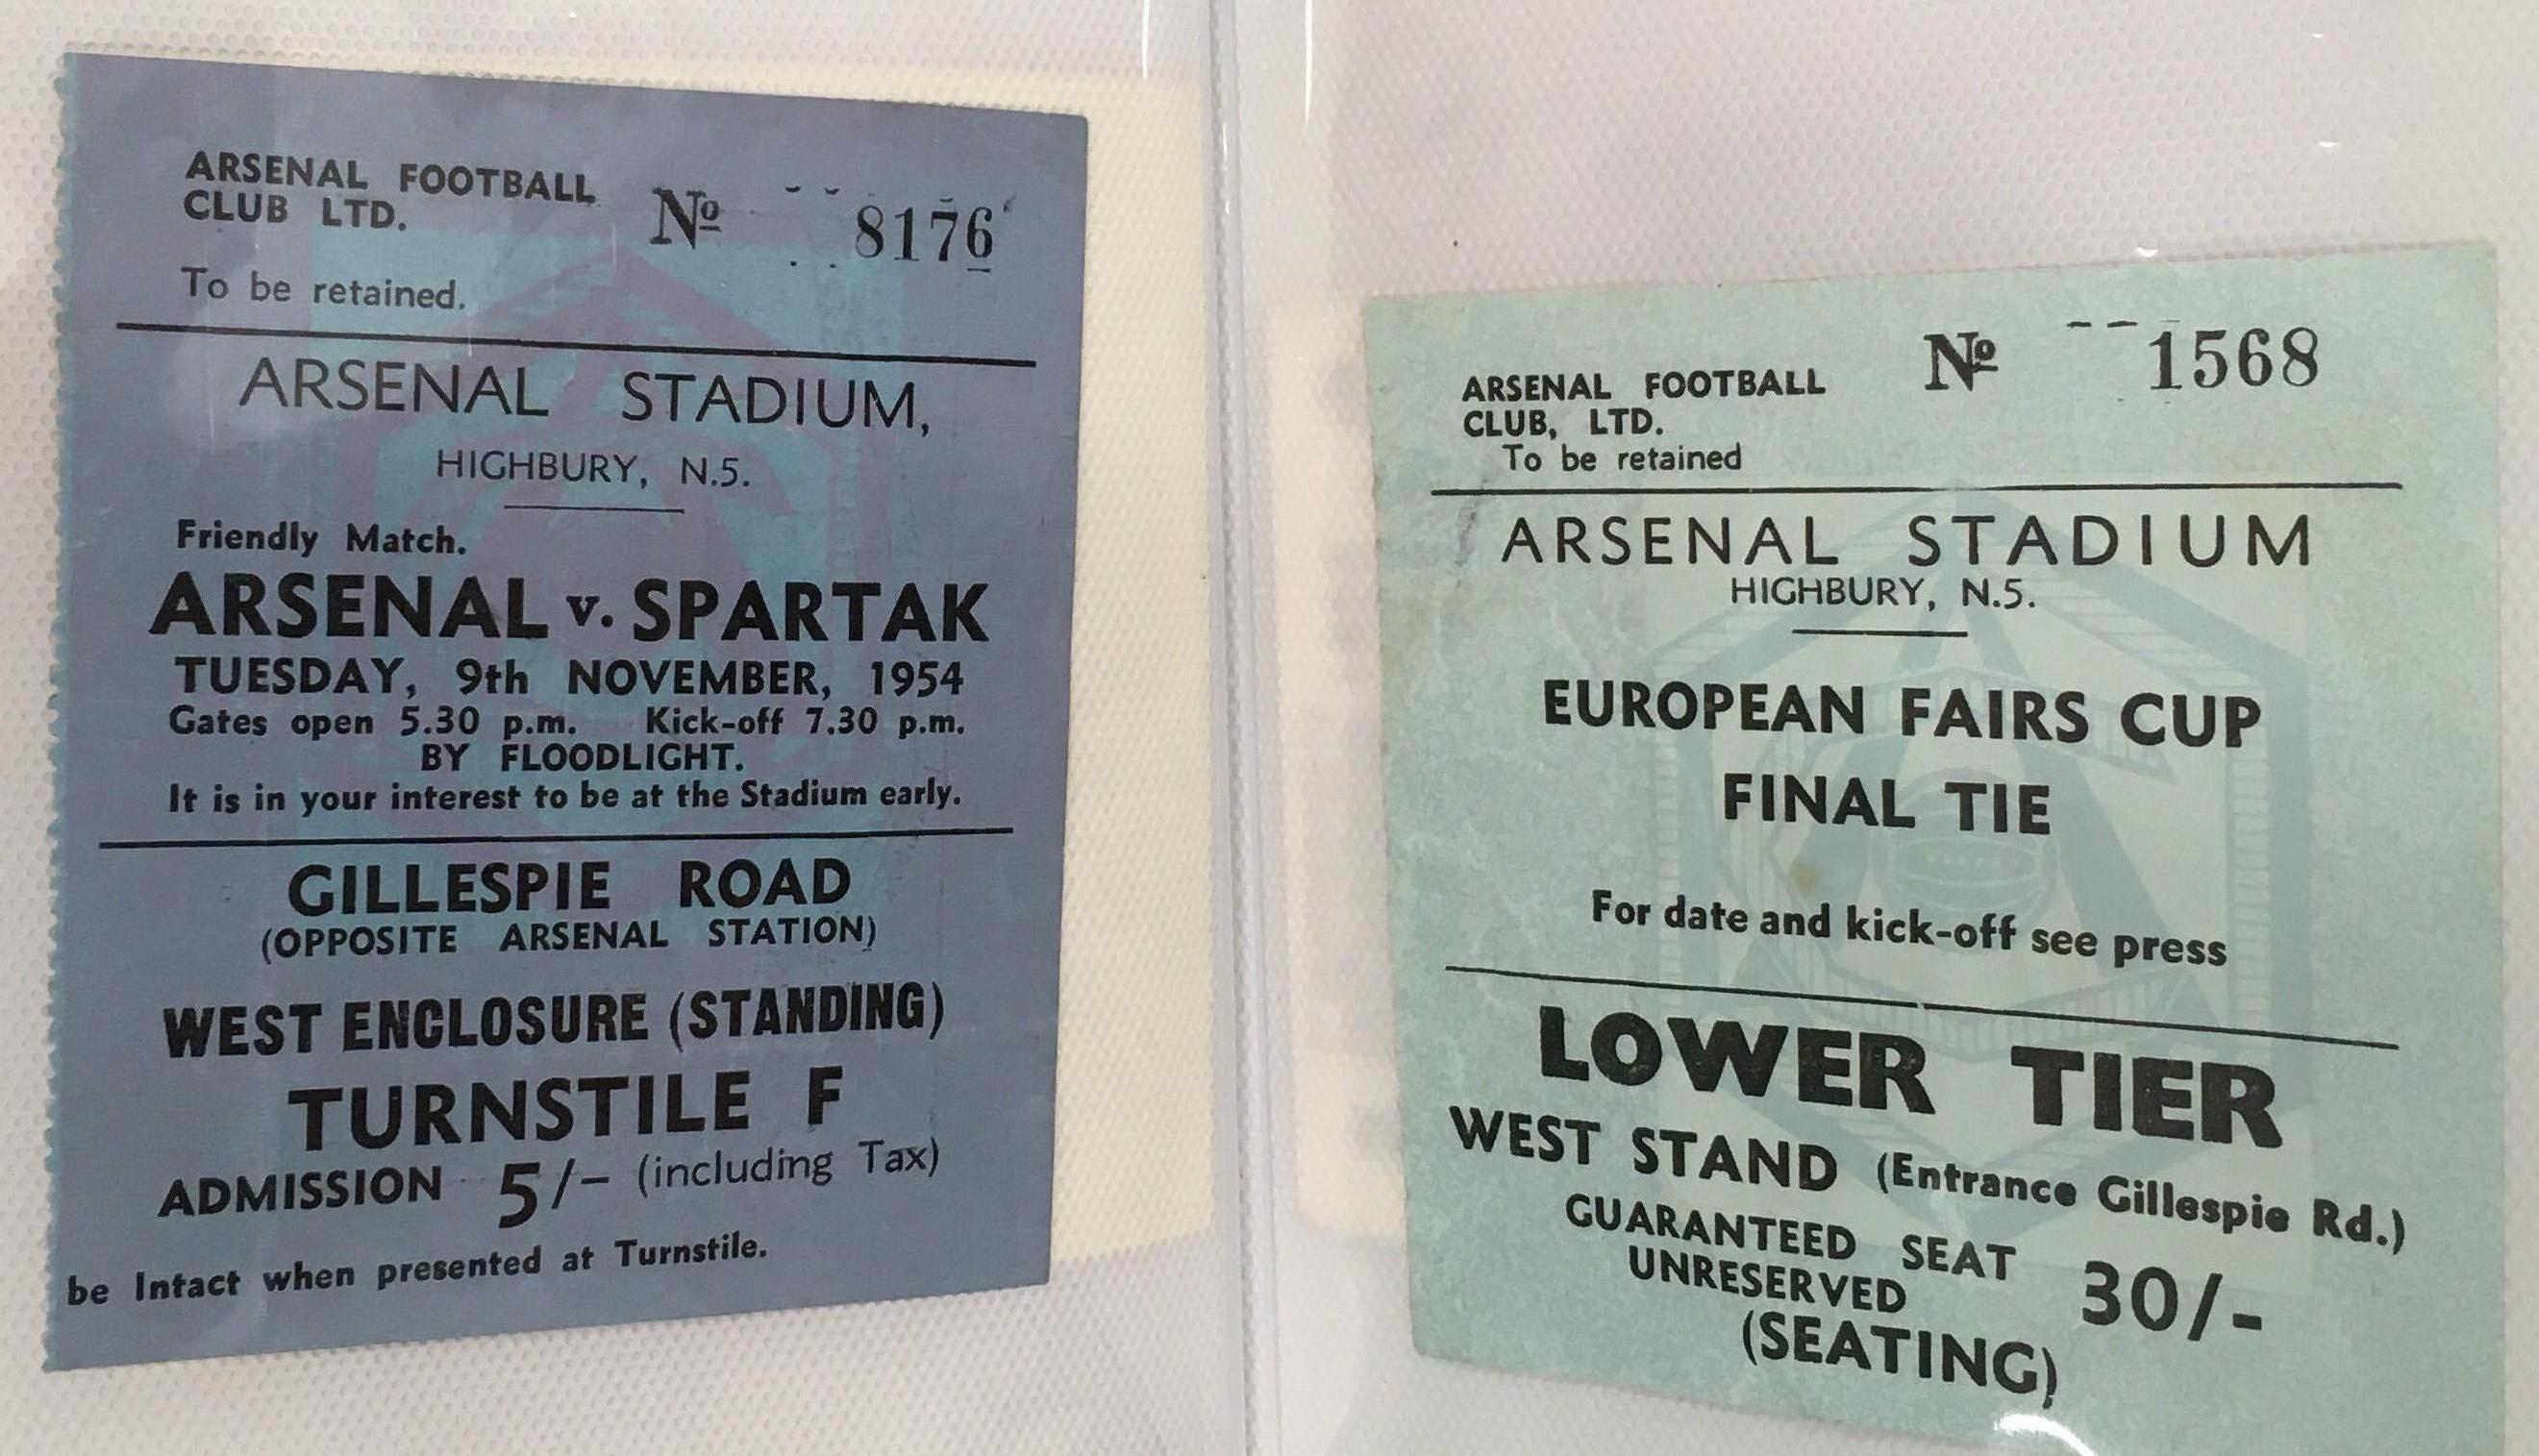 ARSENAL FOOTBALL
CLUB LTD.
Nº 8176
To be retained.
ARSENAL STADIUM,
HIGHBURY, N.5.
Friendly Match.
ARSENAL v. SPARTAK
TUESDAY, 9th NOVEMBER, 1954
Gates open 5.30 p.m. Kick-off 7.30 p.m.
BY FLOODLIGHT.
It is in your interest to be at the Stadium early.
GILLESPIE ROAD
(OPPOSITE ARSENAL STATION)
WEST ENCLOSURE (STANDING)
TURNSTILE F
ADMISSION 5/- (including Tax)
be Intact when presented at Turnstile.
ARSENAL FOOTBALL
CLUB, LTD.
Nº 1568
To be retained
ARSENAL STADIUM
HIGHBURY, N.5.
EUROPEAN FAIRS CUP
FINAL TIE
For date and kick-off see press
LOWER TIER
WEST STAND (Entrance Gillespie Rd.)
GUARANTEED SEAT
UNRESERVED
30/-
(SEATING)